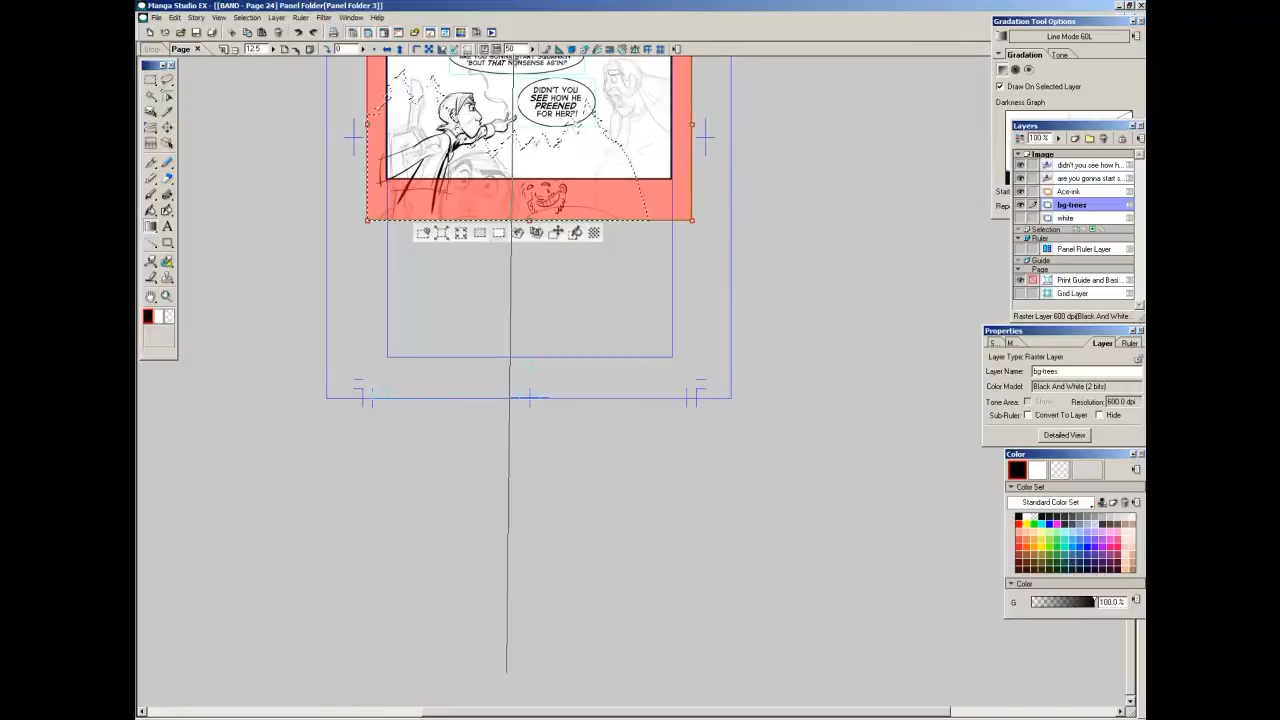 Manga Studio EX - [[BAND - Page 24] Panel Folder[Panel Folder 3]]
File Edit Story View Selection Layer Ruler Filter Window Help
Stop Page 12.5 0 50
Gradation Tool Options
Line Mode 60L
Gradation Tone
Draw On Selected Layer
Darkness Graph
'BOUT THAT NONSENSE AG'IN?
DIDN'T YOU
SEE HOW HE
PREENED
FOR HER?!
Layers
100 %
Image
didn't you see how h...
are you gonna start s...
Ace-ink
bg-trees
white
Selection
Ruler
Panel Ruler Layer
Guide
Page
Print Guide and Basi...
Grid Layer
Raster Layer 600 dpi(Black And White...
Properties
S... M... Layer Ruler
Layer Type: Raster Layer
Layer Name: bg-trees
Color Model: Black And White (2 bits)
Tone Area: Show Resolution: 600.0 dpi
Sub-Ruler: Convert To Layer Hide
Detailed View
Color
Color Set
Standard Color Set
Color
G 100.0 %